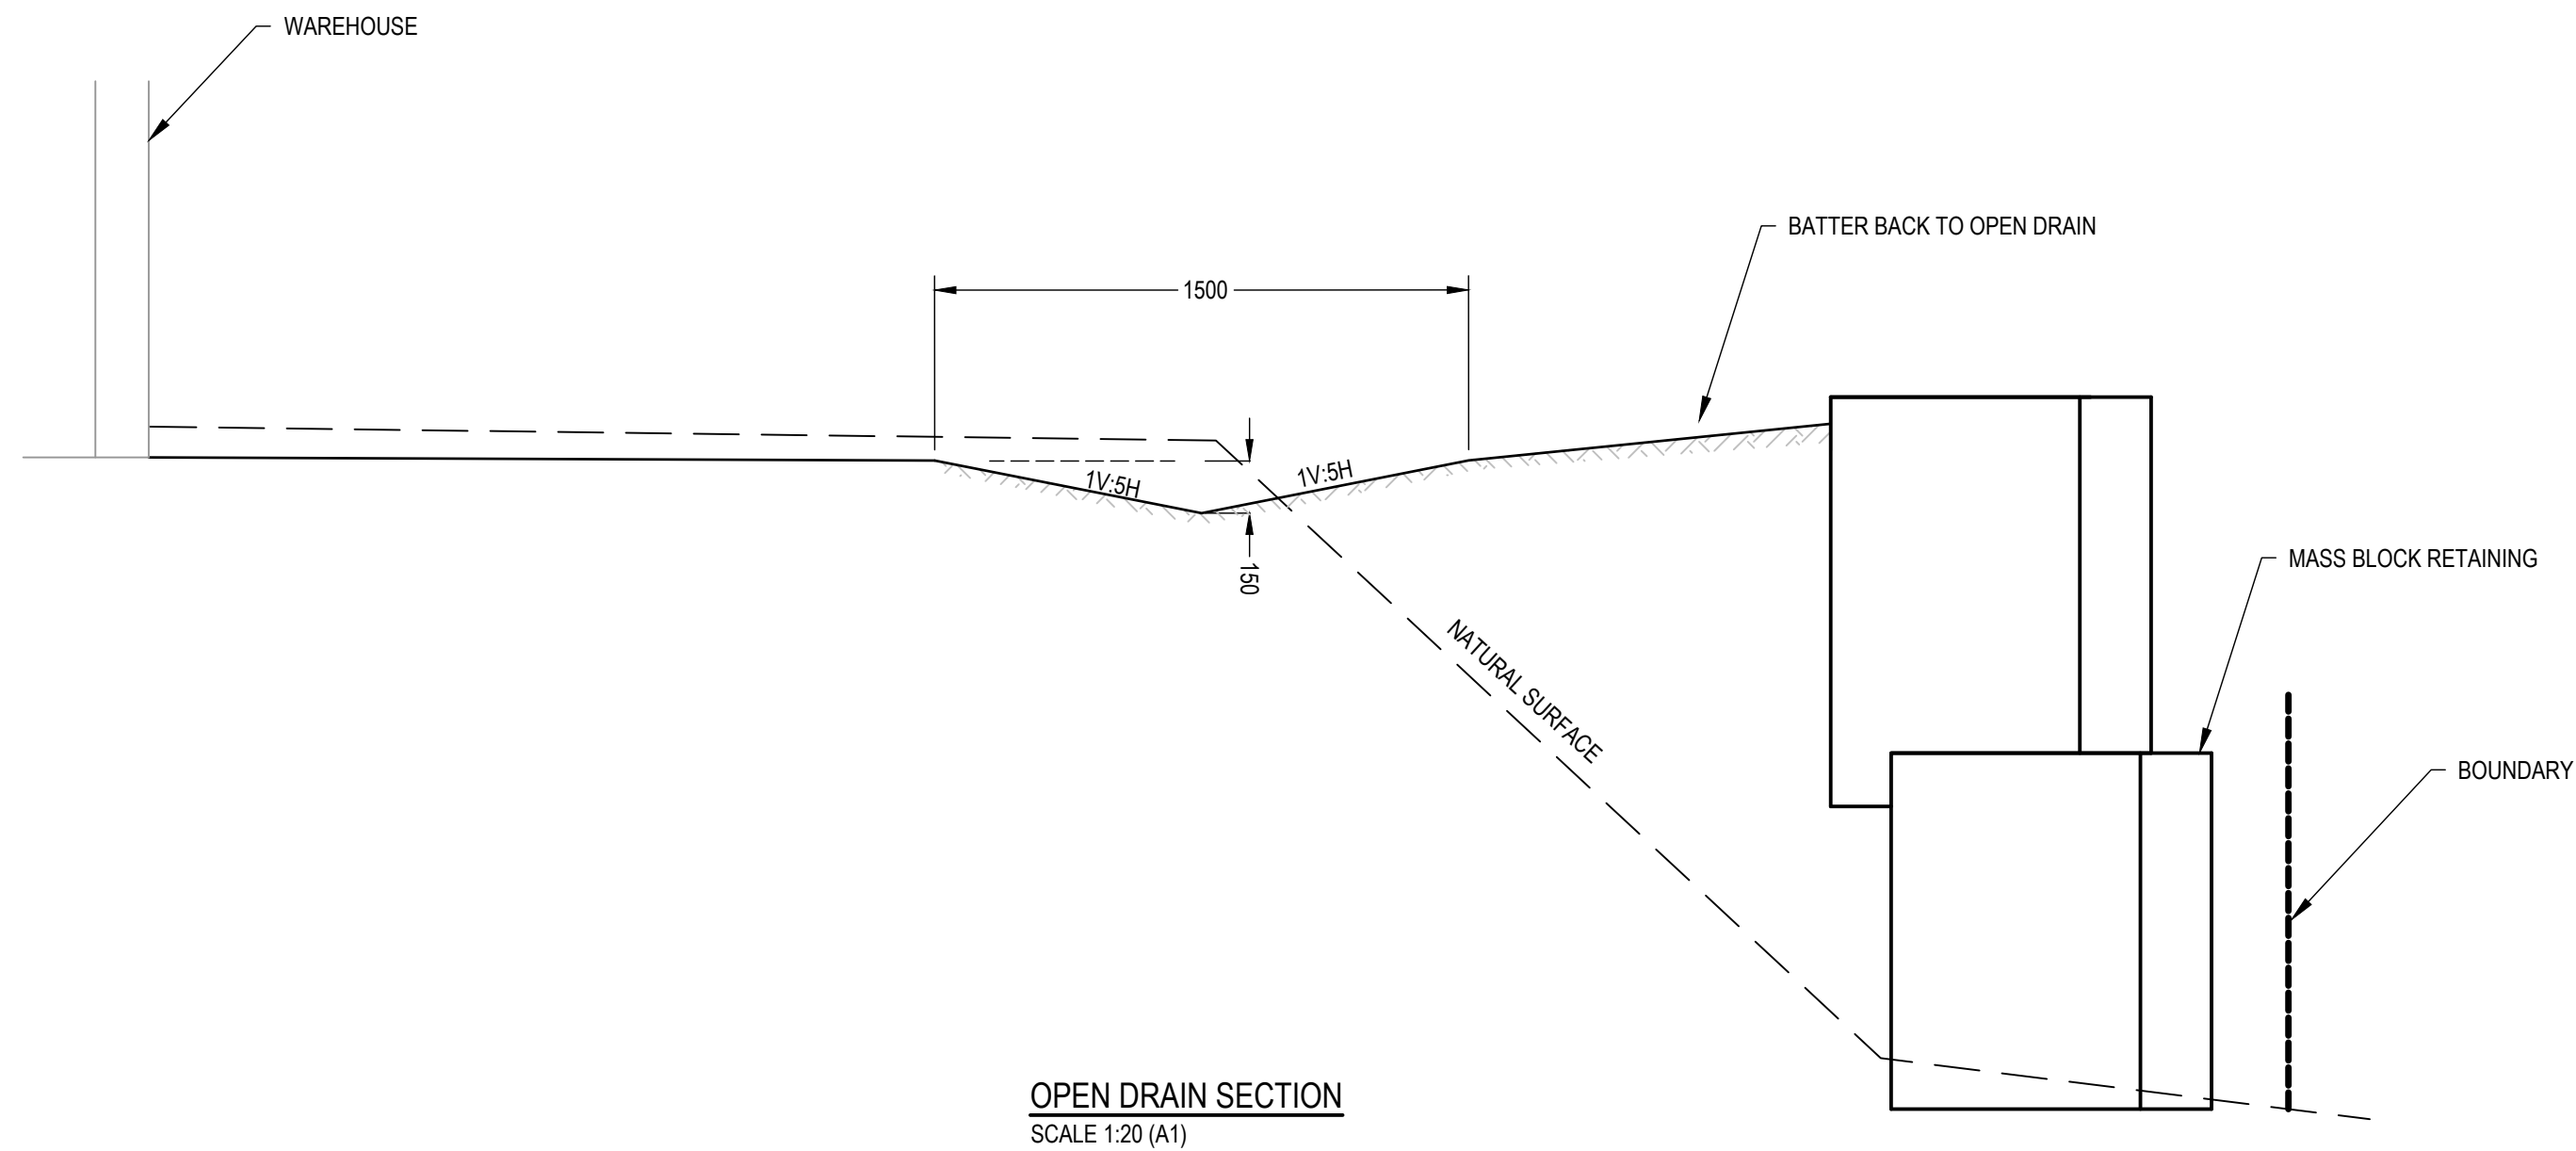 WAREHOUSE
BATTER BACK TO OPEN DRAIN
1500
1V:5H
1V:5H
150
MASS BLOCK RETAINING
NATURAL SURFACE
BOUNDARY
OPEN DRAIN SECTION
SCALE 1:20 (A1)